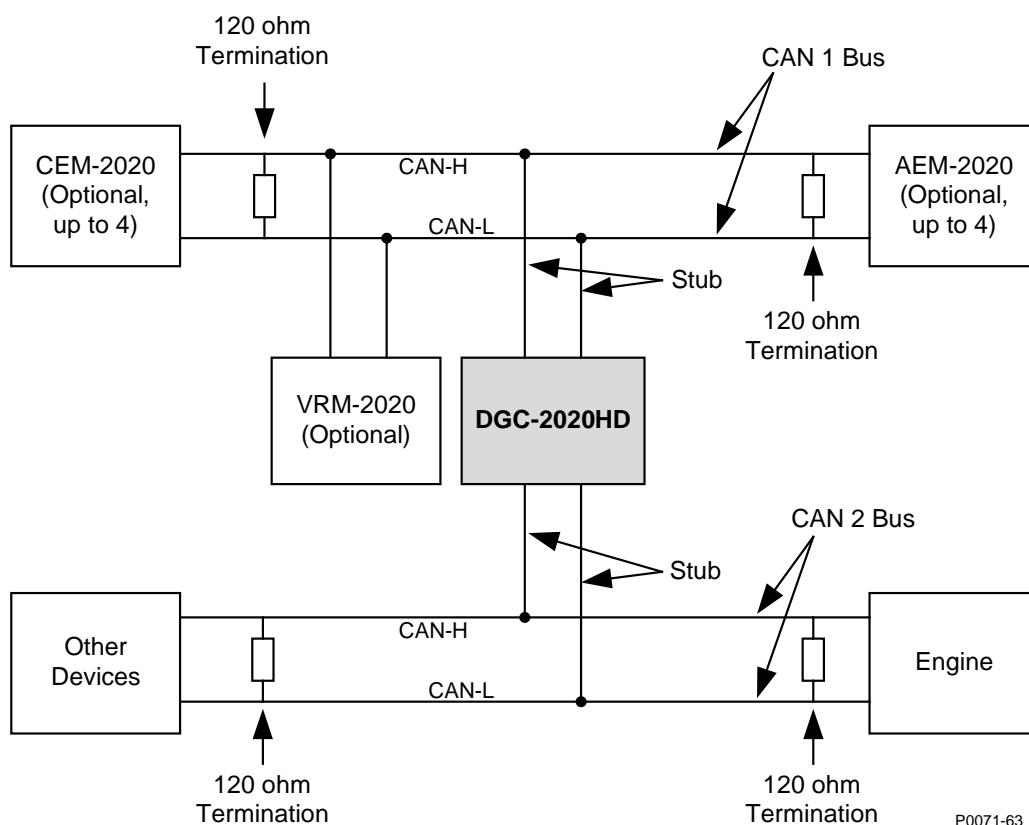 120 ohm
Termination
CAN 1 Bus
CEM-2020
(Optional,
up to 4)
CAN-H
CAN-L
AEM-2020
(Optional,
up to 4)
Stub
120 ohm
Termination
VRM-2020
(Optional)
DGC-2020HD
CAN 2 Bus
Stub
Other
Devices
CAN-H
CAN-L
Engine
120 ohm
Termination
120 ohm
Termination
P0071-63